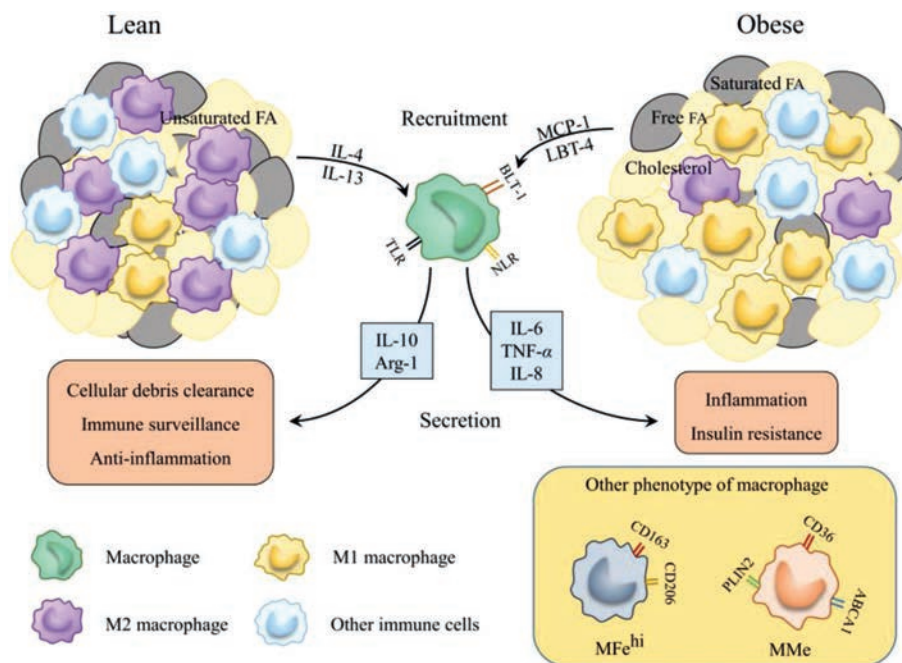 Lean
Obese
Unsaturated FA
Recruitment
IL-4
IL-13
MCP-1
LBT-4
Saturated FA
Free FA
Cholesterol
BLT-1
TLR
NLR
IL-10
Arg-1
IL-6
TNF-α
IL-8
Secretion
Cellular debris clearance
Immune surveillance
Anti-inflammation
Inflammation
Insulin resistance
Other phenotype of macrophage
CD163
CD206
MFehi
CD36
PLIN2
ABCA1
MMe
Macrophage
M1 macrophage
M2 macrophage
Other immune cells